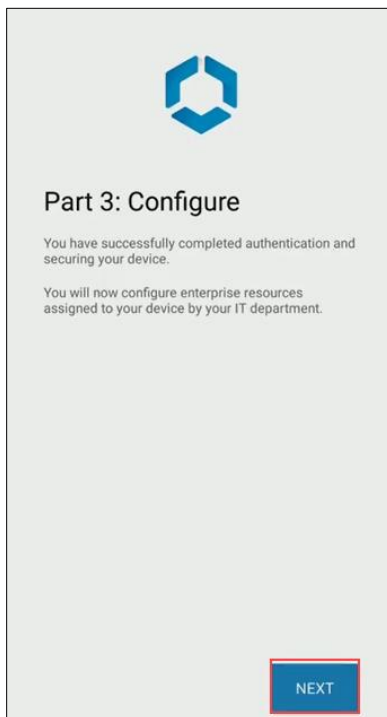 Part 3: Configure
You have successfully completed authentication and
securing your device.
You will now configure enterprise resources
assigned to your device by your IT department.
NEXT